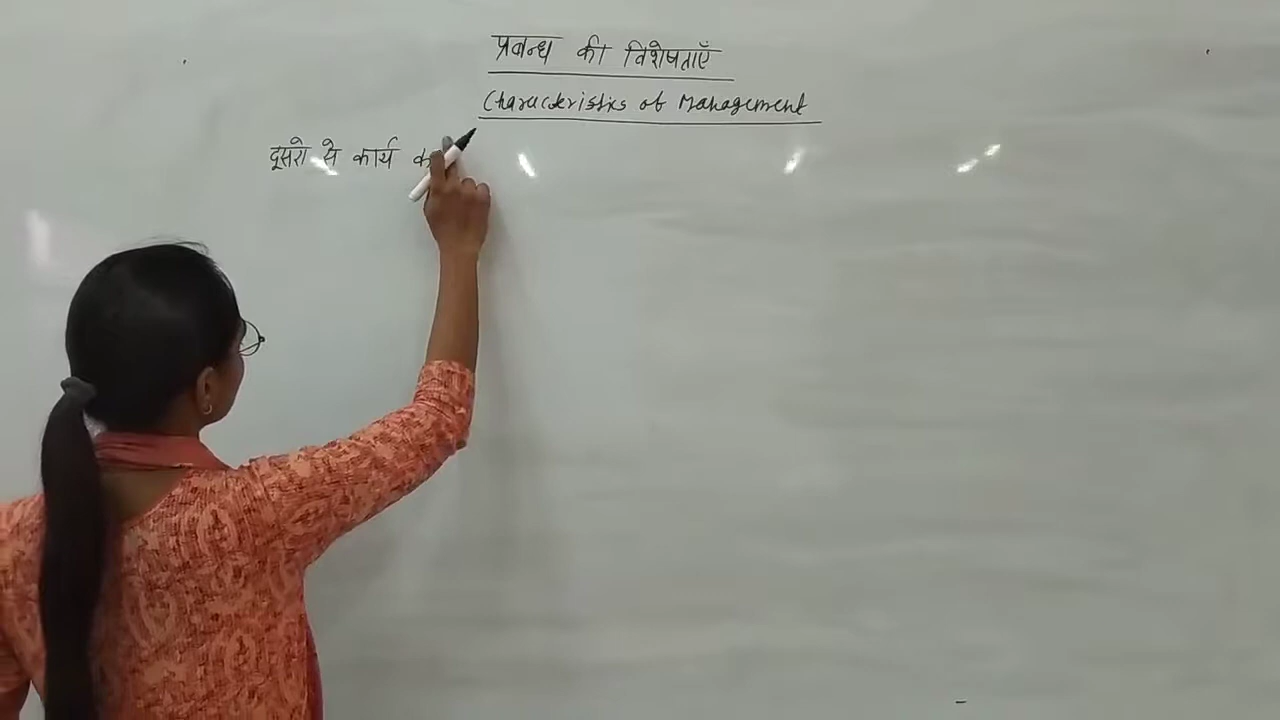 प्रबन्ध की विशेषताएँ
Characteristics of Management
दूसरो से कार्य क